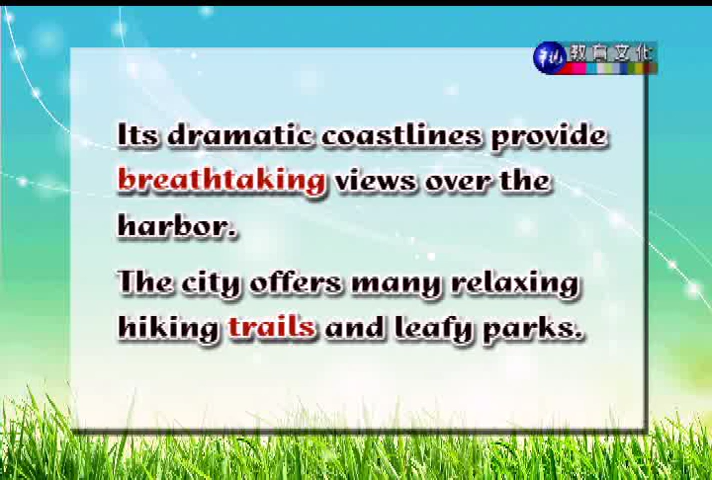 教育文化
Its dramatic coastlines provide
breathtaking views over the
harbor.
The city offers many relaxing
hiking trails and leafy parks.